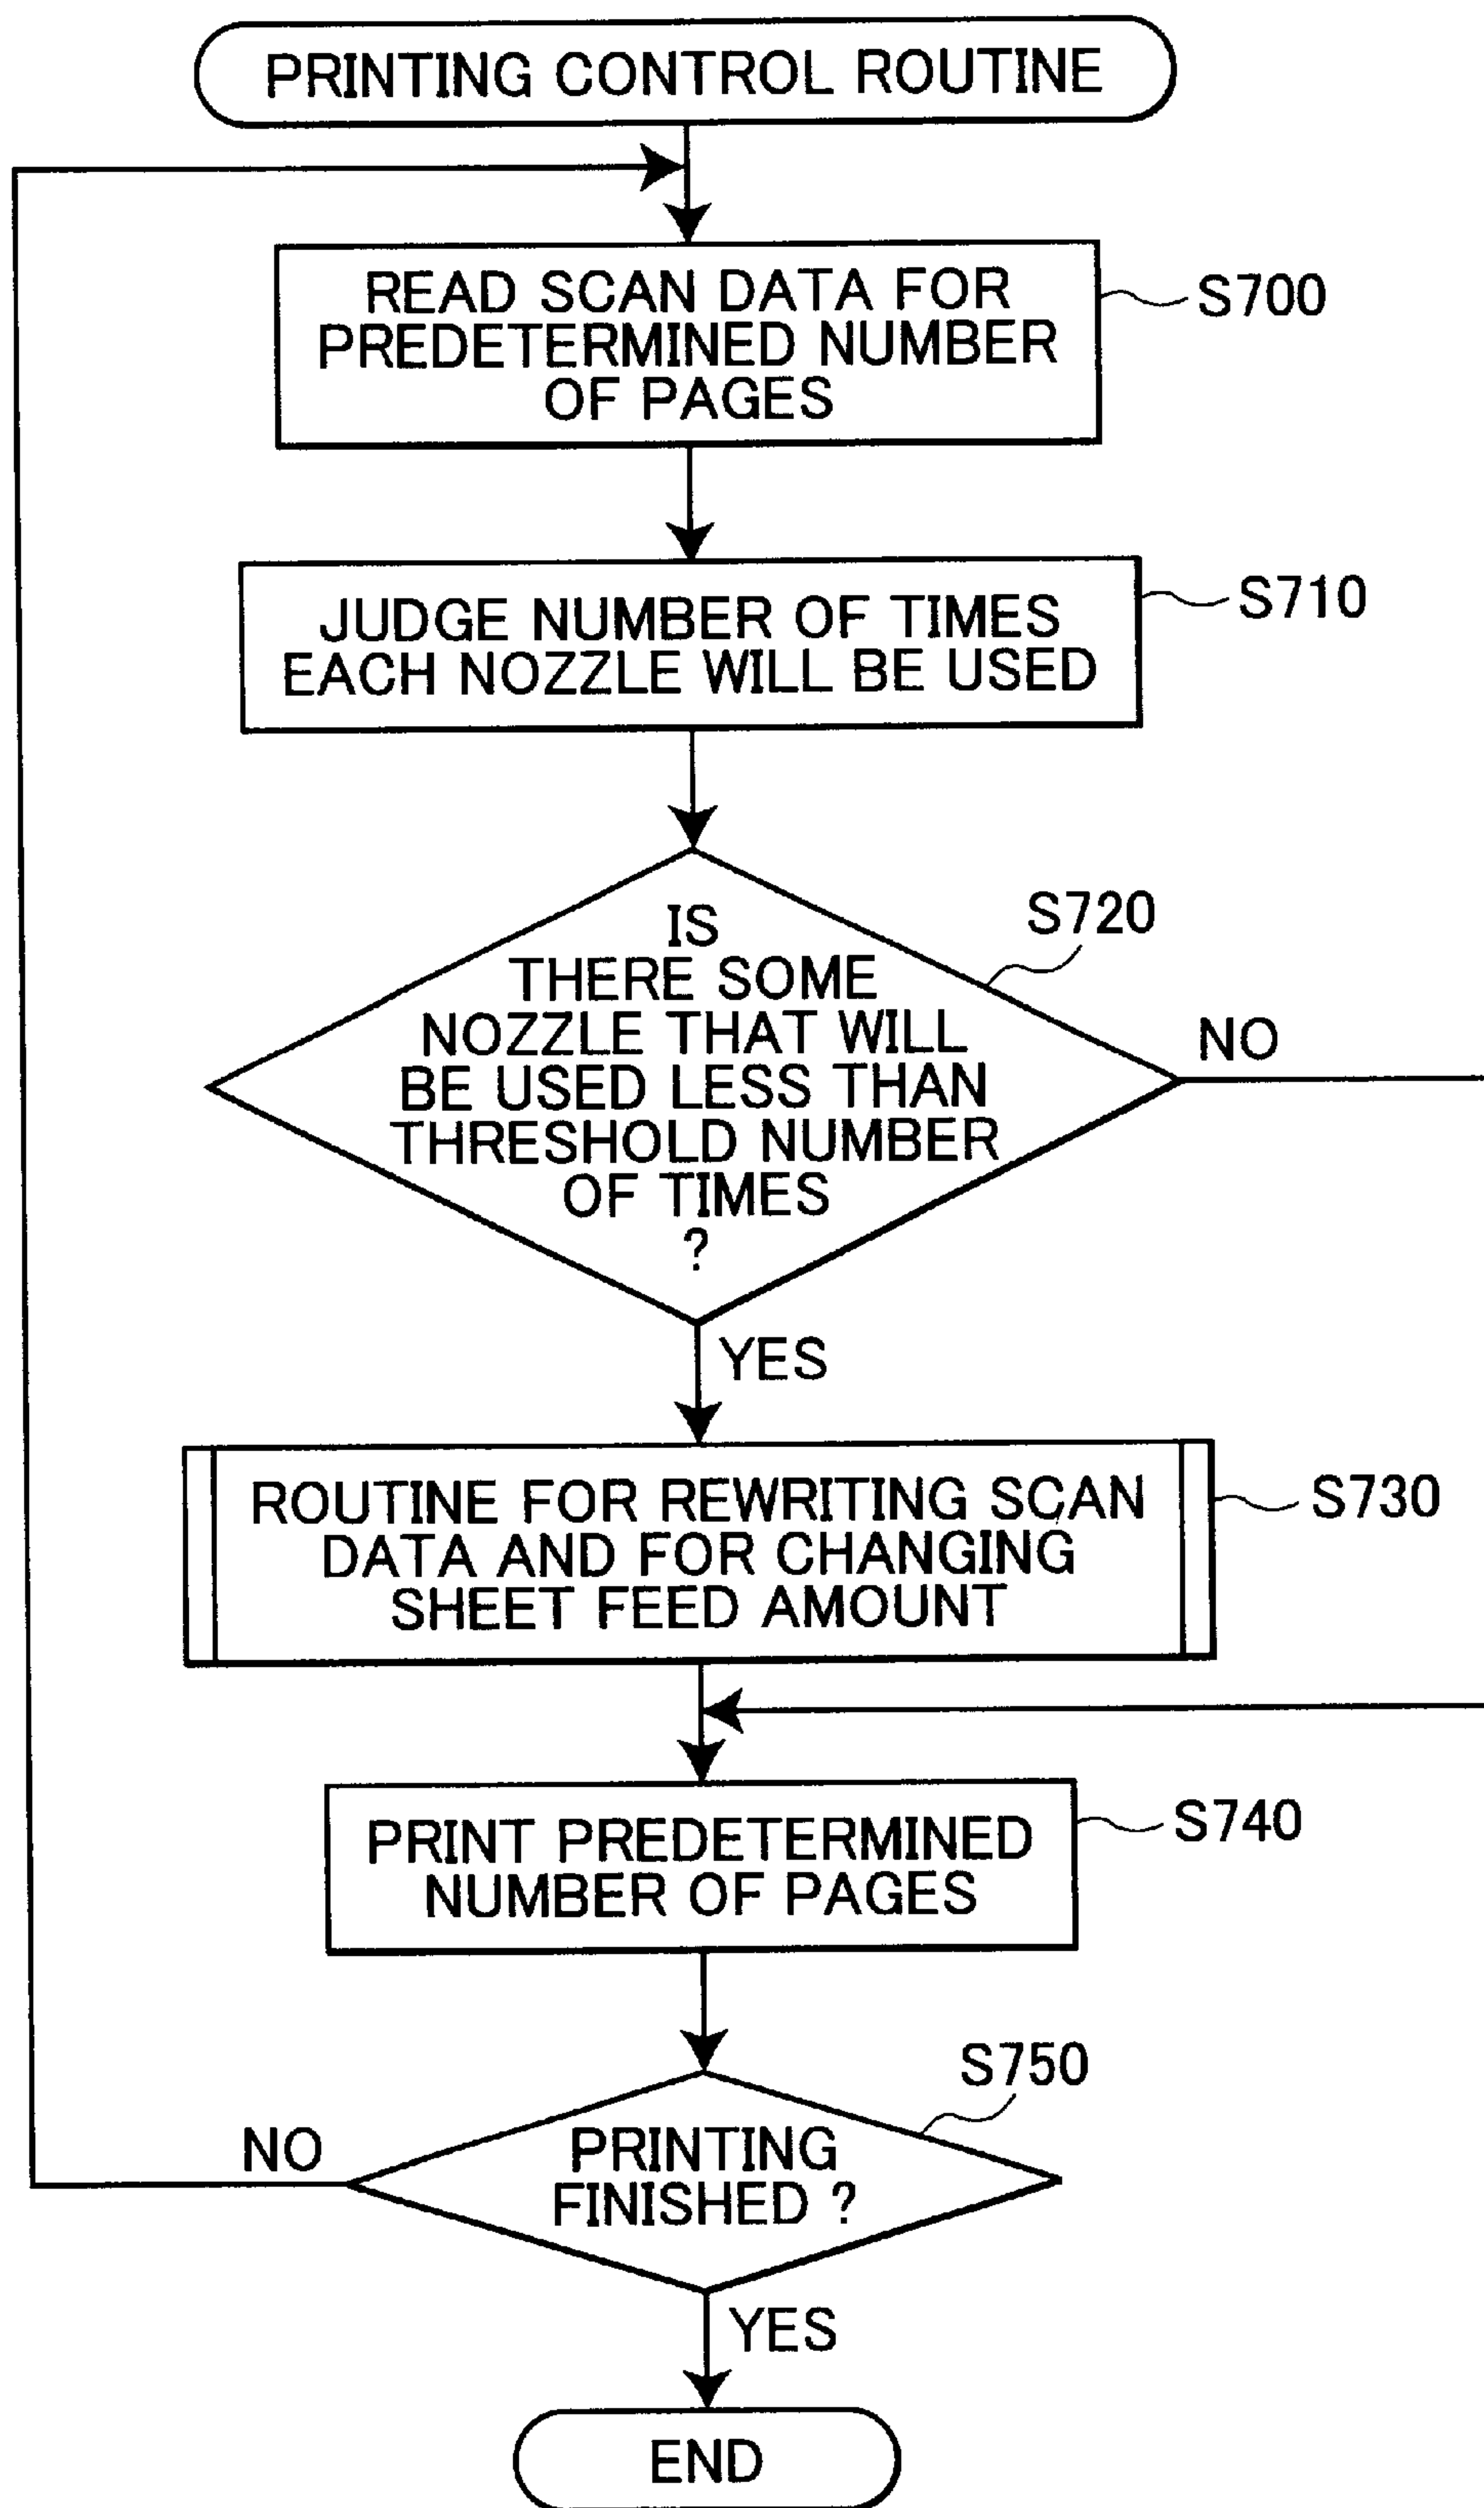 PRINTING CONTROL ROUTINE
READ SCAN DATA FOR
PREDETERMINED NUMBER
OF PAGES
S700
JUDGE NUMBER OF TIMES
EACH NOZZLE WILL BE USED
S710
IS
THERE SOME
NOZZLE THAT WILL
BE USED LESS THAN
THRESHOLD NUMBER
OF TIMES
?
S720
NO
YES
ROUTINE FOR REWRITING SCAN
DATA AND FOR CHANGING
SHEET FEED AMOUNT
S730
PRINT PREDETERMINED
NUMBER OF PAGES
S740
PRINTING
FINISHED ?
S750
NO
YES
END